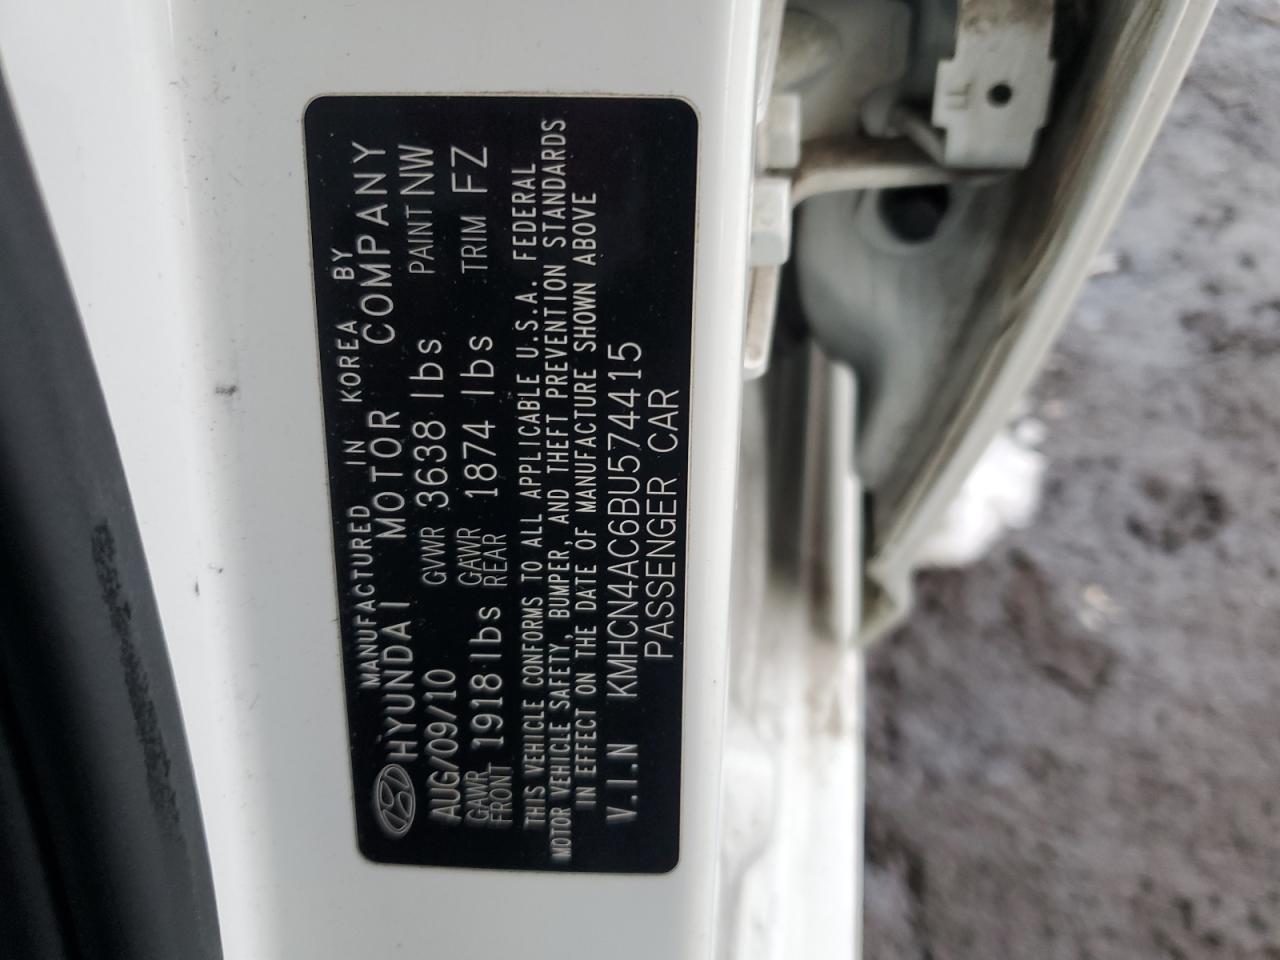 MANUFACTURED IN KOREA BY
HYUNDAI MOTOR COMPANY
AUG/09/10 GVWR 3638 lbs PAINT NW
GAWR FRONT 1918 lbs GAWR REAR 1874 lbs TRIM FZ
THIS VEHICLE CONFORMS TO ALL APPLICABLE U.S.A. FEDERAL
MOTOR VEHICLE SAFETY, BUMPER, AND THEFT PREVENTION STANDARDS
IN EFFECT ON THE DATE OF MANUFACTURE SHOWN ABOVE
V.I.N KMHCN4AC6BU574415
PASSENGER CAR